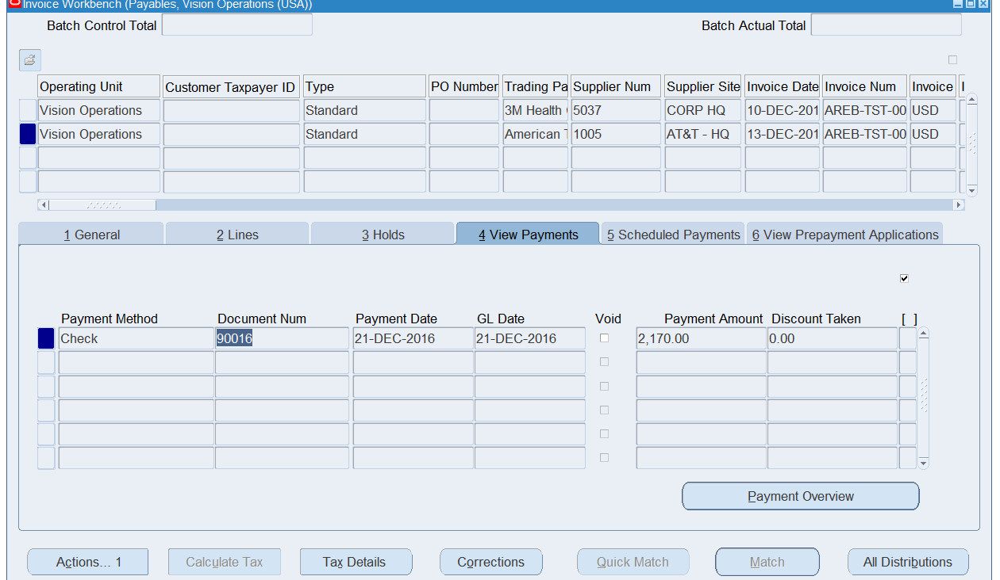 Invoice Workbench (Payables, Vision Operations (USA))
Batch Control Total Batch Actual Total
Operating Unit Customer Taxpayer ID Type PO Number Trading Pa Supplier Num Supplier Site Invoice Date Invoice Num Invoice
Vision Operations Standard 3M Health 5037 CORP HQ 10-DEC-201 AREB-TST-00 USD
Vision Operations Standard American 1005 AT&T - HQ 13-DEC-201 AREB-TST-00 USD
1 General 2 Lines 3 Holds 4 View Payments 5 Scheduled Payments 6 View Prepayment Applications
Payment Method Document Num Payment Date GL Date Void Payment Amount Discount Taken [ ]
Check 90016 21-DEC-2016 21-DEC-2016 2,170.00 0.00
Payment Overview
Actions... 1 Calculate Tax Tax Details Corrections Quick Match Match All Distributions